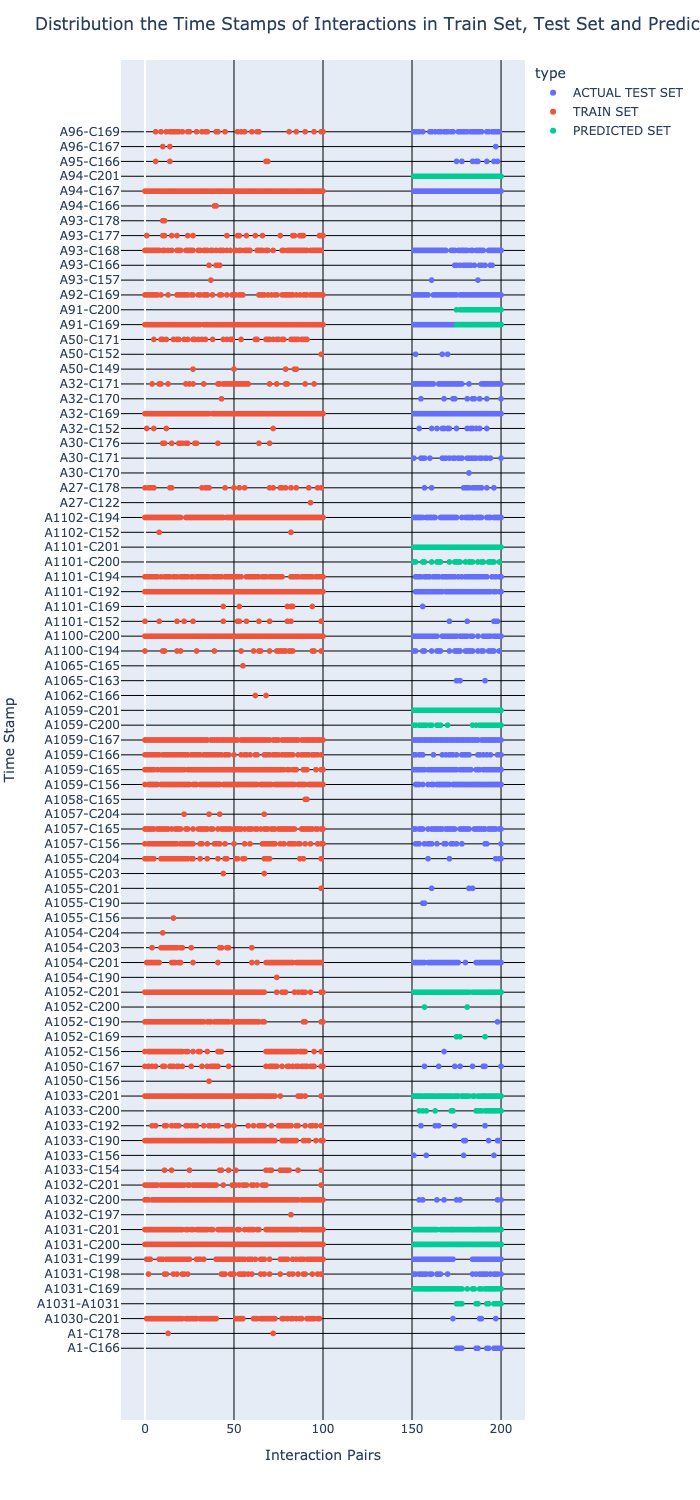 Distribution the Time Stamps of Interactions in Train Set, Test Set and Predic
type
ACTUAL TEST SET
TRAIN SET
PREDICTED SET
A96-C169
A96-C167
A95-C166
A94-C201
A94-C167
A94-C166
A93-C178
A93-C177
A93-C168
A93-C166
A93-C157
A92-C169
A91-C200
A91-C169
A50-C171
A50-C152
A50-C149
A32-C171
A32-C170
A32-C169
A32-C152
A30-C176
A30-C171
A30-C170
A27-C178
A27-C122
A1102-C194
A1102-C152
A1101-C201
A1101-C200
A1101-C194
A1101-C192
A1101-C169
A1101-C152
A1100-C200
A1100-C194
A1065-C165
A1065-C163
A1062-C166
A1059-C201
A1059-C200
A1059-C167
A1059-C166
A1059-C165
A1059-C156
A1058-C165
A1057-C204
A1057-C165
A1057-C156
A1055-C204
A1055-C203
A1055-C201
A1055-C190
A1055-C156
A1054-C204
A1054-C203
A1054-C201
A1054-C190
A1052-C201
A1052-C200
A1052-C190
A1052-C169
A1052-C156
A1050-C167
A1050-C156
A1033-C201
A1033-C200
A1033-C192
A1033-C190
A1033-C156
A1033-C154
A1032-C201
A1032-C200
A1032-C197
A1031-C201
A1031-C200
A1031-C199
A1031-C198
A1031-C169
A1031-A1031
A1030-C201
A1-C178
A1-C166
Time Stamp
0 50 100 150 200
Interaction Pairs